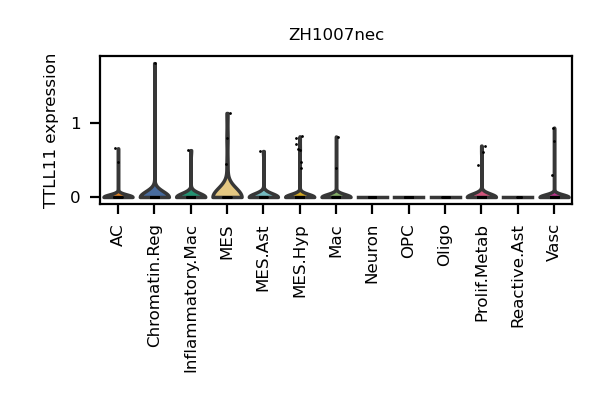 ZH1007nec
TTLL11 expression
1
0
AC
Chromatin.Reg
Inflammatory.Mac
MES
MES.Ast
MES.Hyp
Mac
Neuron
OPC
Oligo
Prolif.Metab
Reactive.Ast
Vasc